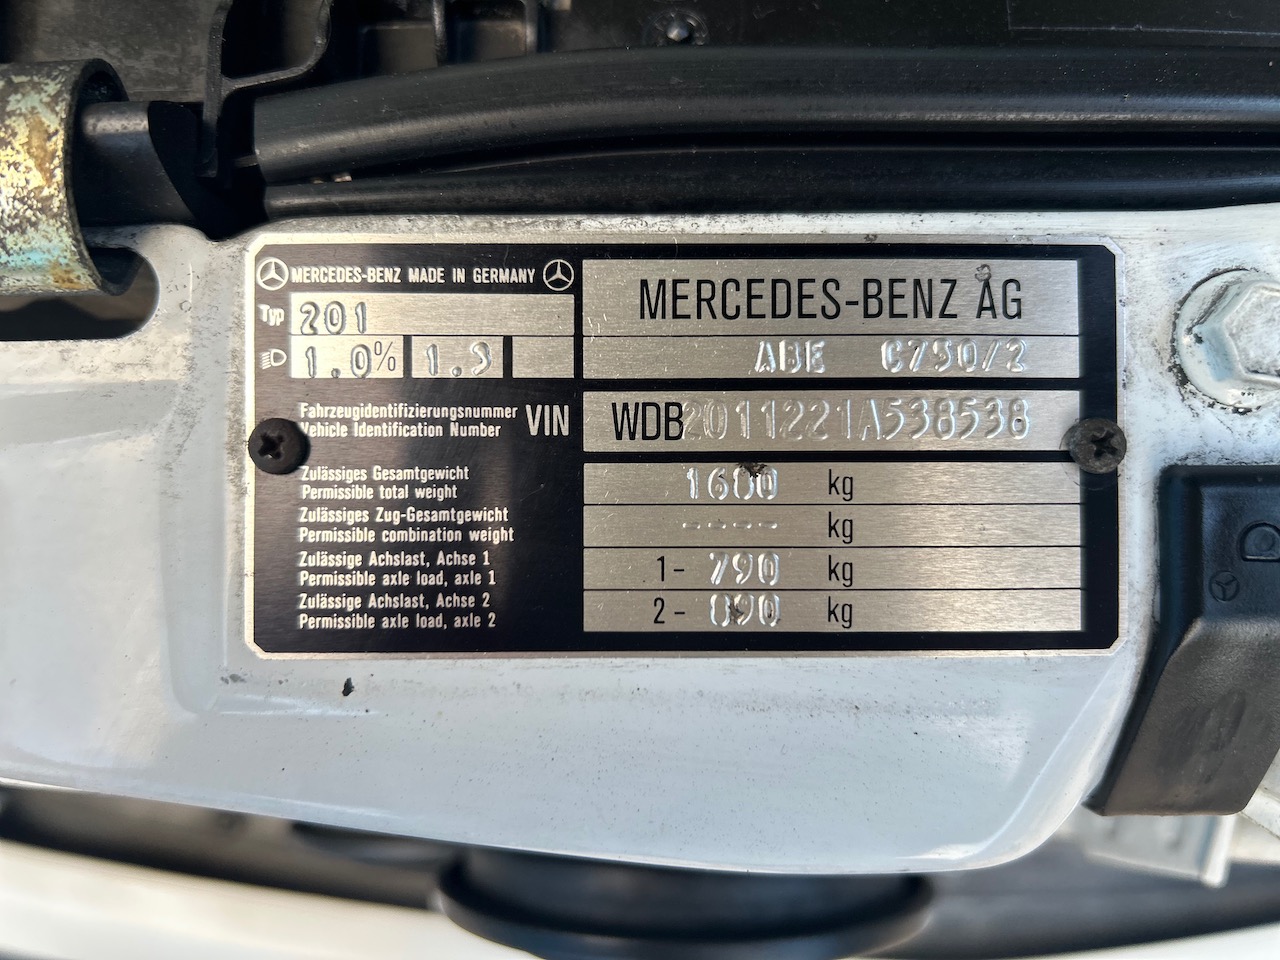 MERCEDES-BENZ MADE IN GERMANY
MERCEDES-BENZ AG
Typ 201
1.0% 1.3
ABE C750/2
Fahrzeugidentifizierungsnummer
Vehicle Identification Number
VIN
WDB2011221A538538
Zulässiges Gesamtgewicht
Permissible total weight
1600 kg
Zulässiges Zug-Gesamtgewicht
Permissible combination weight
---- kg
Zulässige Achslast, Achse 1
Permissible axle load, axle 1
1- 790 kg
Zulässige Achslast, Achse 2
Permissible axle load, axle 2
2- 890 kg